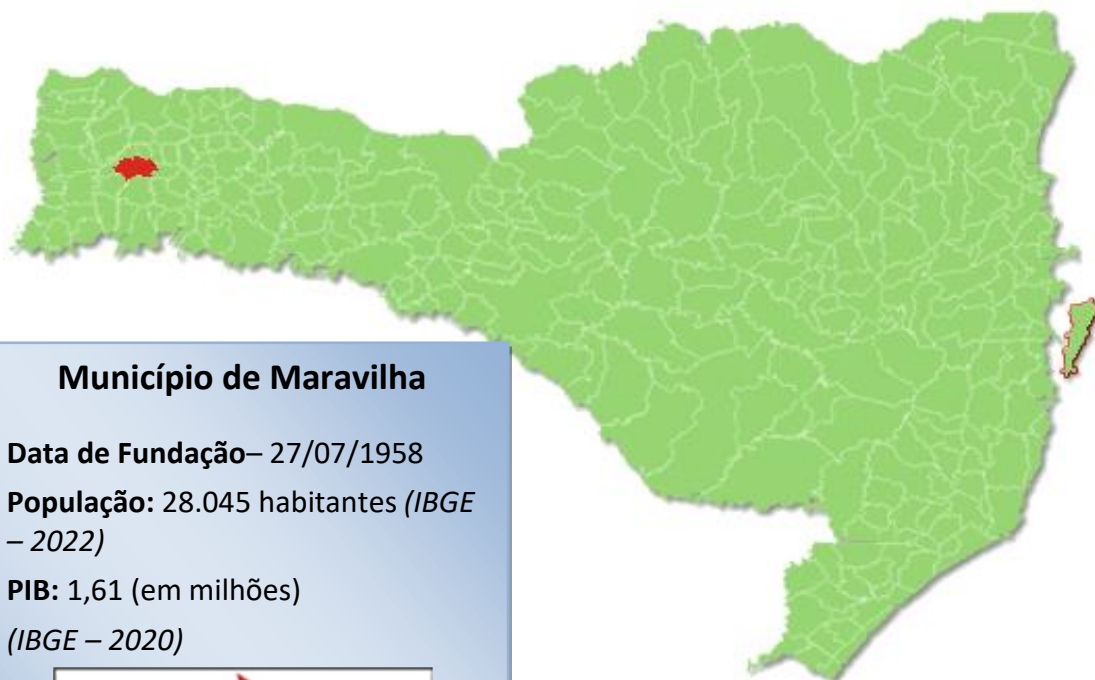 Município de Maravilha
Data de Fundação– 27/07/1958
População: 28.045 habitantes (IBGE
– 2022)
PIB: 1,61 (em milhões)
(IBGE – 2020)